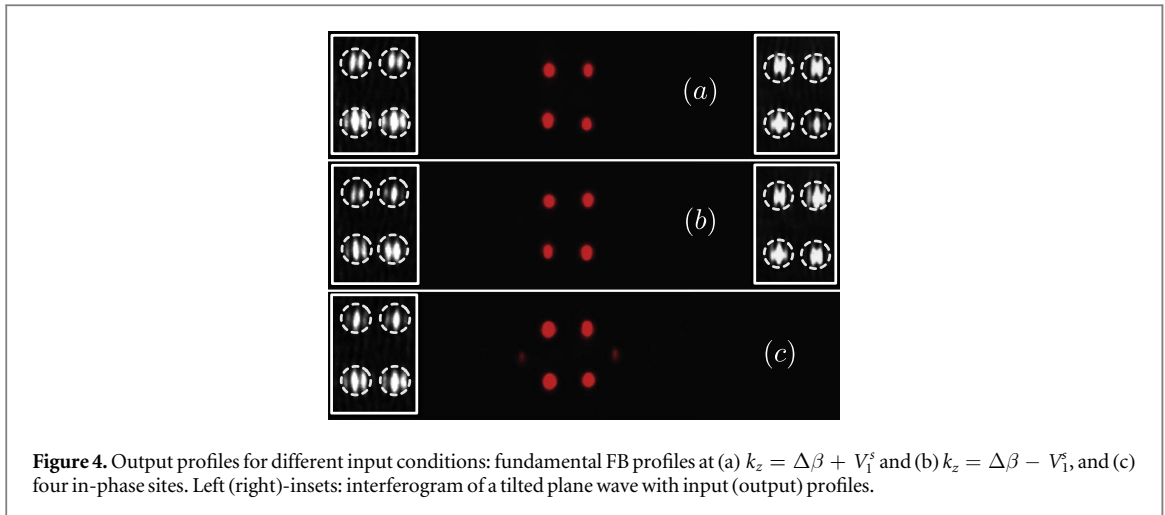 (a)
(b)
(c)
Figure 4. Output profiles for different input conditions: fundamental FB profiles at (a) k_z = Δβ + V_1^s and (b) k_z = Δβ − V_1^s, and (c)
four in-phase sites. Left (right)-insets: interferogram of a tilted plane wave with input (output) profiles.